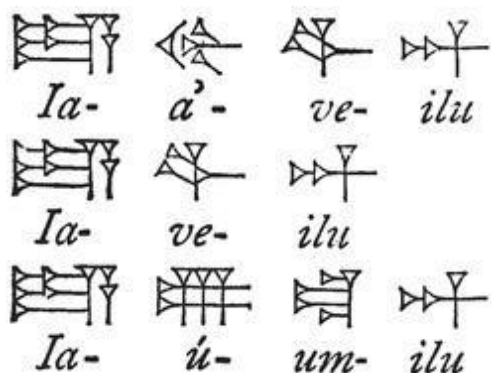 𒅀 𒉿 𒀭
Ia- a’- ve- ilu
𒅀 𒉿 𒀭
Ia- ve- ilu
𒅀 𒌑 𒌝 𒀭
Ia- ú- um- ilu